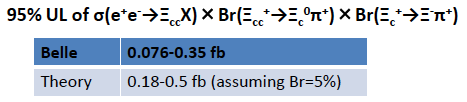 95% UL of σ(e⁺e⁻→Ξcc X) × Br(Ξcc⁺→Ξc⁰π⁺) × Br(Ξc⁺→Ξ⁻π⁺)
Belle 0.076-0.35 fb
Theory 0.18-0.5 fb (assuming Br=5%)